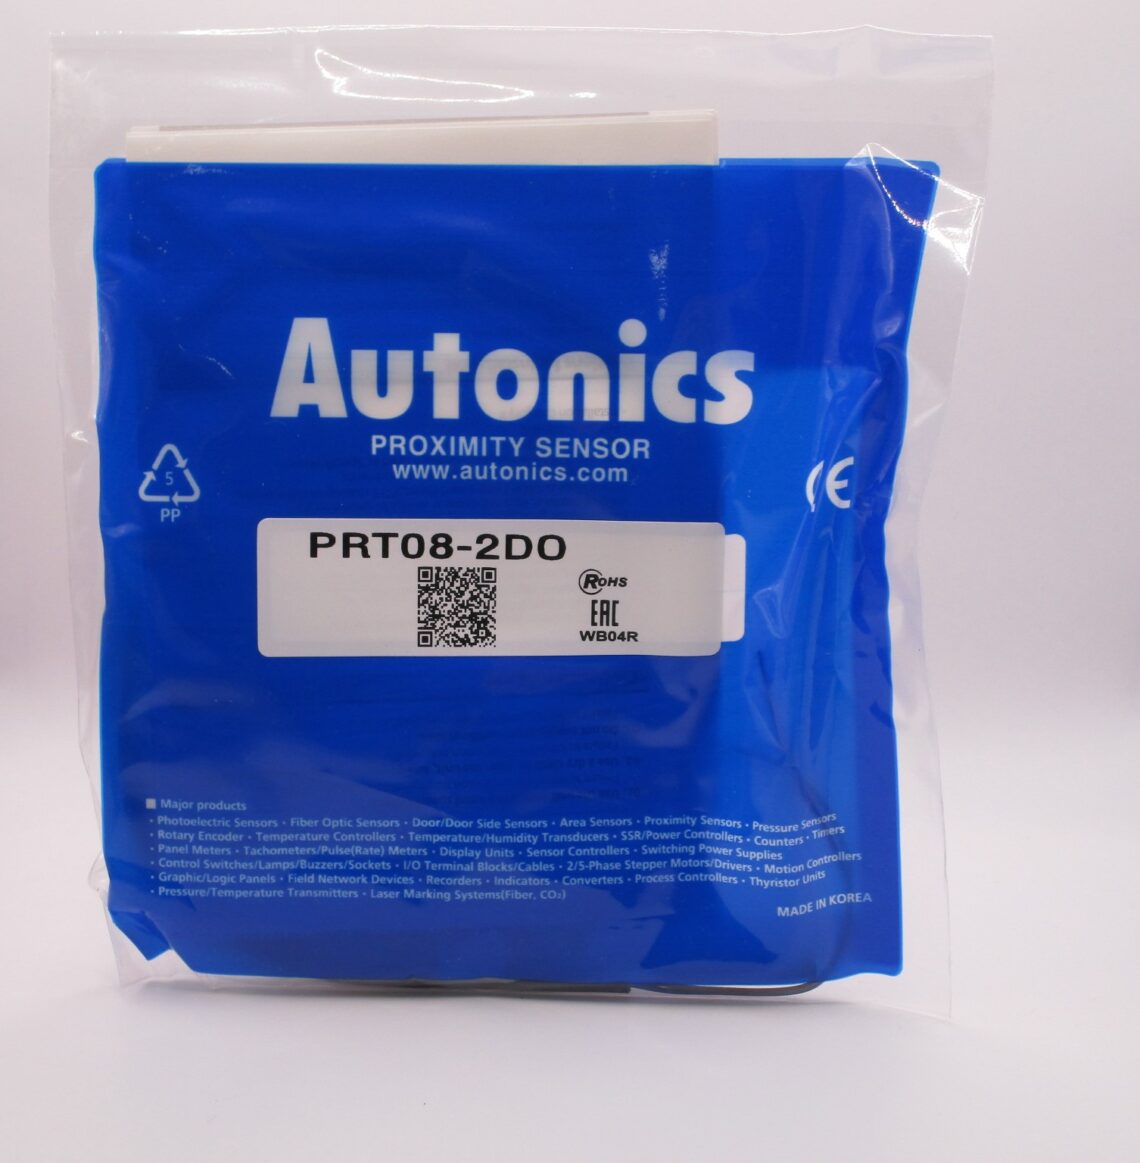 Autonics
PROXIMITY SENSOR
www.autonics.com
5
PP
CE
PRT08-2DO
RoHS
EAC
WB04R
■ Major products
• Photoelectric Sensors • Fiber Optic Sensors • Door/Door Side Sensors • Area Sensors • Proximity Sensors • Pressure Sensors
• Rotary Encoder • Temperature Controllers • Temperature/Humidity Transducers • SSR/Power Controllers • Counters • Timers
• Panel Meters • Tachometers/Pulse(Rate) Meters • Display Units • Sensor Controllers • Switching Power Supplies
• Control Switches/Lamps/Buzzers/Sockets • I/O Terminal Blocks/Cables • 2/5-Phase Stepper Motors/Drivers • Motion Controllers
• Graphic/Logic Panels • Field Network Devices • Recorders • Indicators • Converters • Process Controllers • Thyristor Units
• Pressure/Temperature Transmitters • Laser Marking Systems(Fiber, CO₂)
MADE IN KOREA